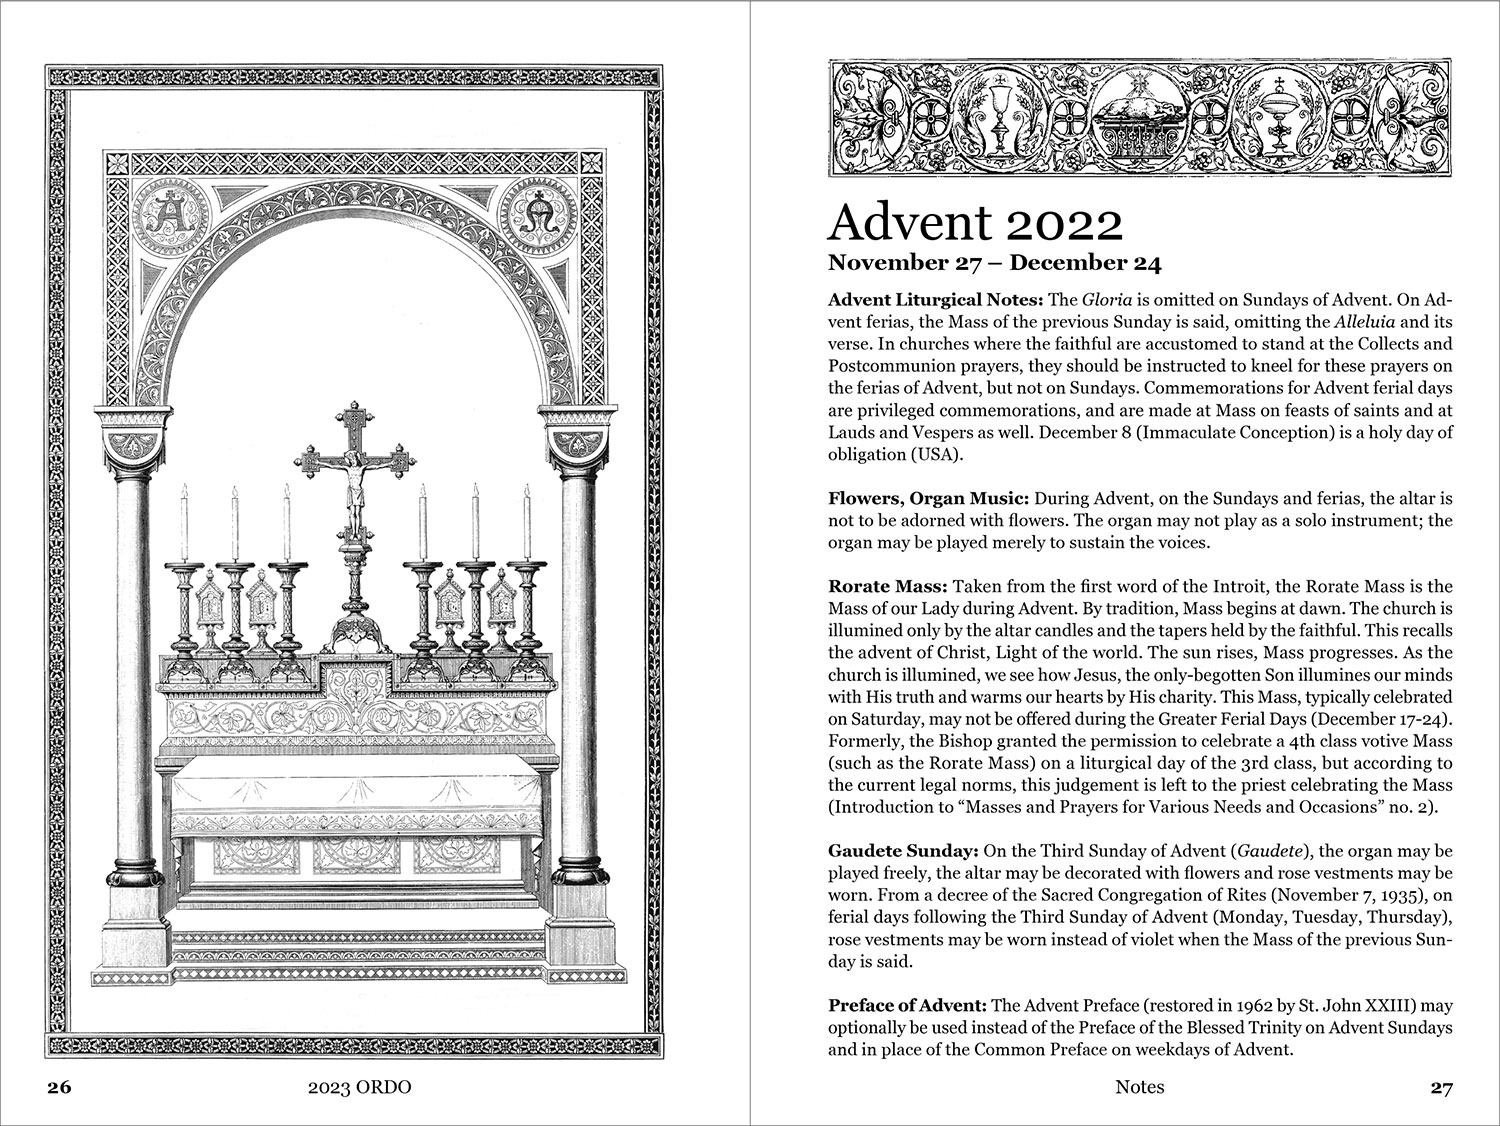 A
26
2023 ORDO
Advent 2022
November 27 – December 24
Advent Liturgical Notes: The Gloria is omitted on Sundays of Advent. On Ad-
vent ferias, the Mass of the previous Sunday is said, omitting the Alleluia and its
verse. In churches where the faithful are accustomed to stand at the Collects and
Postcommunion prayers, they should be instructed to kneel for these prayers on
the ferias of Advent, but not on Sundays. Commemorations for Advent ferial days
are privileged commemorations, and are made at Mass on feasts of saints and at
Lauds and Vespers as well. December 8 (Immaculate Conception) is a holy day of
obligation (USA).
Flowers, Organ Music: During Advent, on the Sundays and ferias, the altar is
not to be adorned with flowers. The organ may not play as a solo instrument; the
organ may be played merely to sustain the voices.
Rorate Mass: Taken from the first word of the Introit, the Rorate Mass is the
Mass of our Lady during Advent. By tradition, Mass begins at dawn. The church is
illumined only by the altar candles and the tapers held by the faithful. This recalls
the advent of Christ, Light of the world. The sun rises, Mass progresses. As the
church is illumined, we see how Jesus, the only-begotten Son illumines our minds
with His truth and warms our hearts by His charity. This Mass, typically celebrated
on Saturday, may not be offered during the Greater Ferial Days (December 17-24).
Formerly, the Bishop granted the permission to celebrate a 4th class votive Mass
(such as the Rorate Mass) on a liturgical day of the 3rd class, but according to
the current legal norms, this judgement is left to the priest celebrating the Mass
(Introduction to “Masses and Prayers for Various Needs and Occasions” no. 2).
Gaudete Sunday: On the Third Sunday of Advent (Gaudete), the organ may be
played freely, the altar may be decorated with flowers and rose vestments may be
worn. From a decree of the Sacred Congregation of Rites (November 7, 1935), on
ferial days following the Third Sunday of Advent (Monday, Tuesday, Thursday),
rose vestments may be worn instead of violet when the Mass of the previous Sun-
day is said.
Preface of Advent: The Advent Preface (restored in 1962 by St. John XXIII) may
optionally be used instead of the Preface of the Blessed Trinity on Advent Sundays
and in place of the Common Preface on weekdays of Advent.
Notes
27